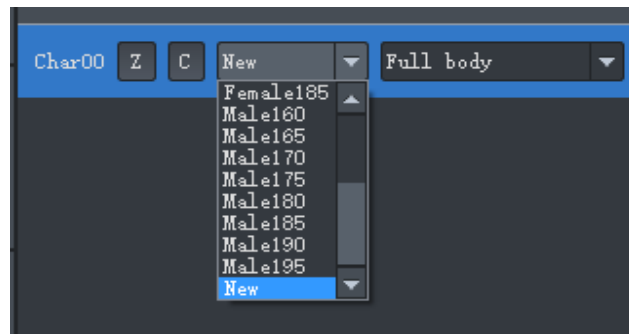 Char00 Z C New Full body
Female185
Male160
Male165
Male170
Male175
Male180
Male185
Male190
Male195
New